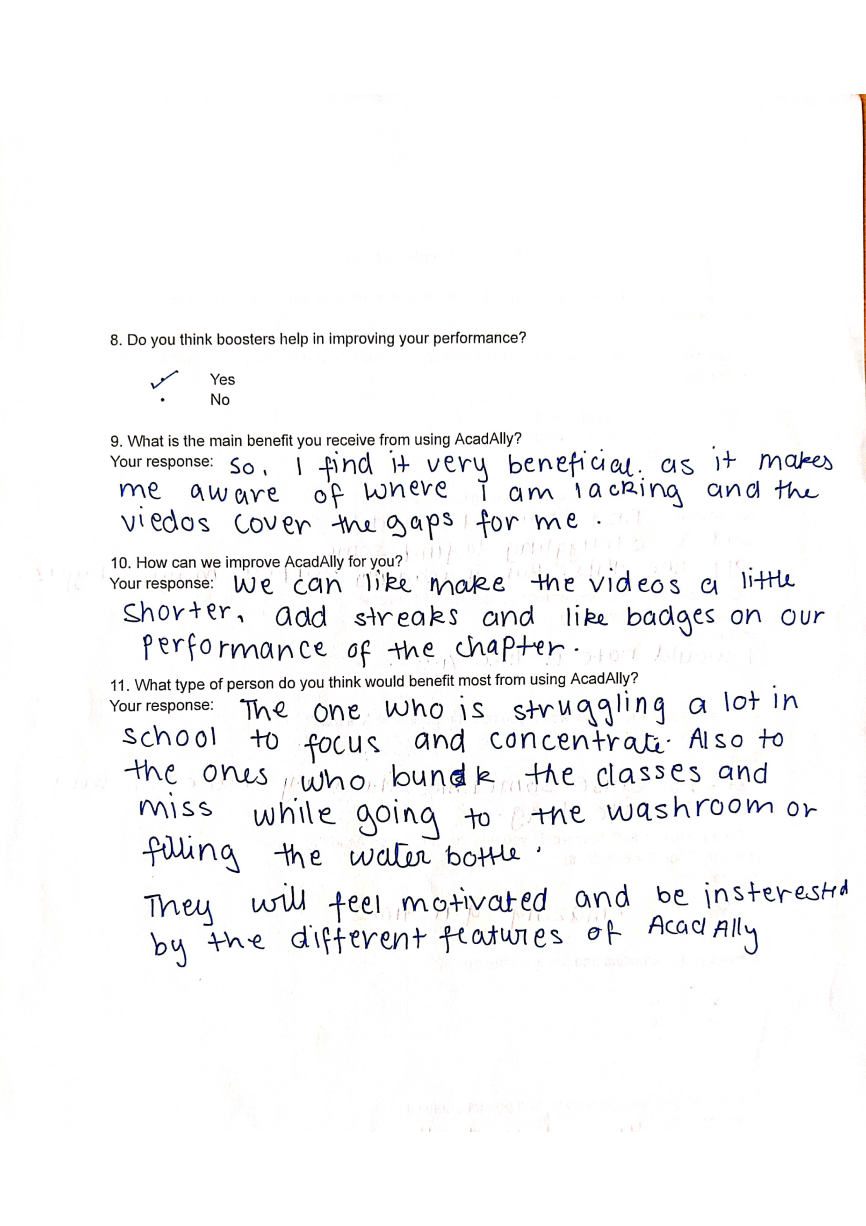 8. Do you think boosters help in improving your performance?
✓ Yes
• No
9. What is the main benefit you receive from using AcadAlly?
Your response: So, I find it very beneficial. as it makes
me aware of where I am lacking and the
viedos cover the gaps for me.
10. How can we improve AcadAlly for you?
Your response: We can like make the videos a little
shorter, add streaks and like badges on our
performance of the chapter.
11. What type of person do you think would benefit most from using AcadAlly?
Your response: The one who is struggling a lot in
school to focus and concentrate. Also to
the ones who bunk the classes and
miss while going to the washroom or
filling the water bottle.
They will feel motivated and be insterested
by the different features of AcadAlly